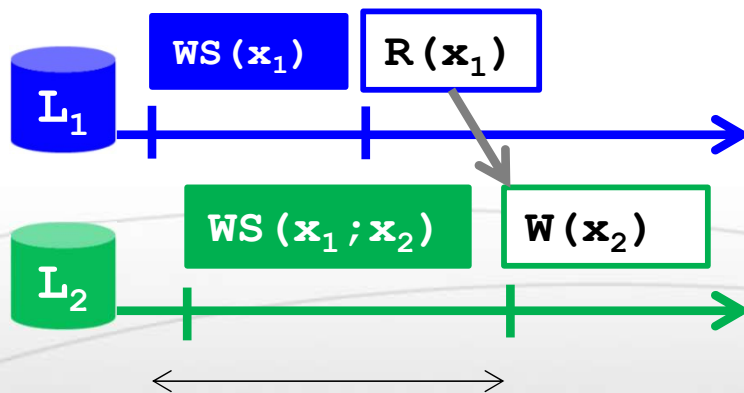 WS(x₁) R(x₁)
L₁
WS(x₁;x₂) W(x₂)
L₂